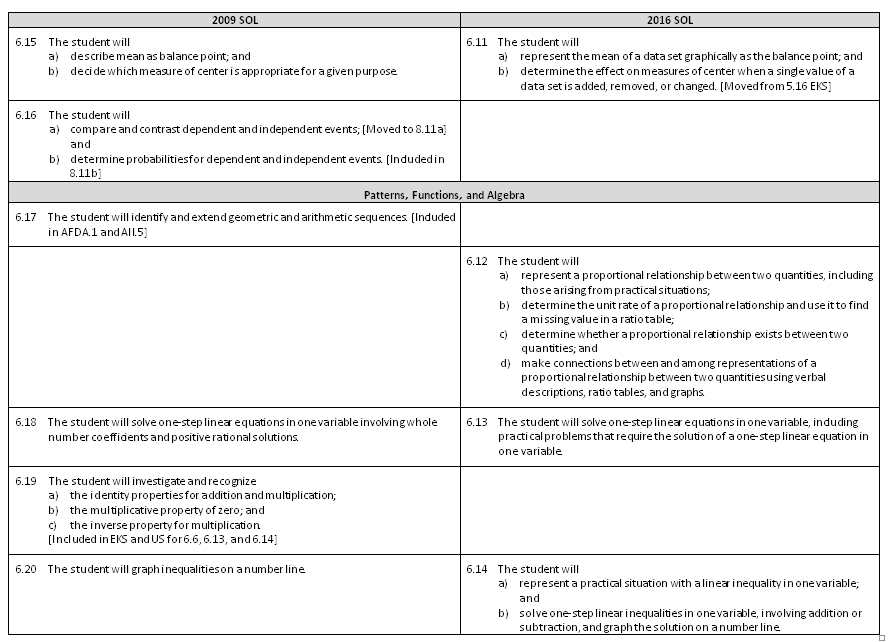 2009 SOL
2016 SOL
6.15 The student will
a) describe mean as balance point; and
b) decide which measure of center is appropriate for a given purpose.
6.11 The student will
a) represent the mean of a data set graphically as the balance point; and
b) determine the effect on measures of center when a single value of a
data set is added, removed, or changed. [Moved from 5.16 EKS]
6.16 The student will
a) compare and contrast dependent and independent events; [Moved to 8.11a]
and
b) determine probabilities for dependent and independent events. [Included in
8.11b]
Patterns, Functions, and Algebra
6.17 The student will identify and extend geometric and arithmetic sequences. [Included
in AFDA.1 and AII.5]
6.12 The student will
a) represent a proportional relationship between two quantities, including
those arising from practical situations;
b) determine the unit rate of a proportional relationship and use it to find
a missing value in a ratio table;
c) determine whether a proportional relationship exists between two
quantities; and
d) make connections between and among representations of a
proportional relationship between two quantities using verbal
descriptions, ratio tables, and graphs.
6.18 The student will solve one-step linear equations in one variable involving whole
number coefficients and positive rational solutions.
6.13 The student will solve one-step linear equations in one variable, including
practical problems that require the solution of a one-step linear equation in
one variable.
6.19 The student will investigate and recognize
a) the identity properties for addition and multiplication;
b) the multiplicative property of zero; and
c) the inverse property for multiplication.
[Included in EKS and US for 6.6, 6.13, and 6.14]
6.20 The student will graph inequalities on a number line.
6.14 The student will
a) represent a practical situation with a linear inequality in one variable;
and
b) solve one-step linear inequalities in one variable, involving addition or
subtraction, and graph the solution on a number line.